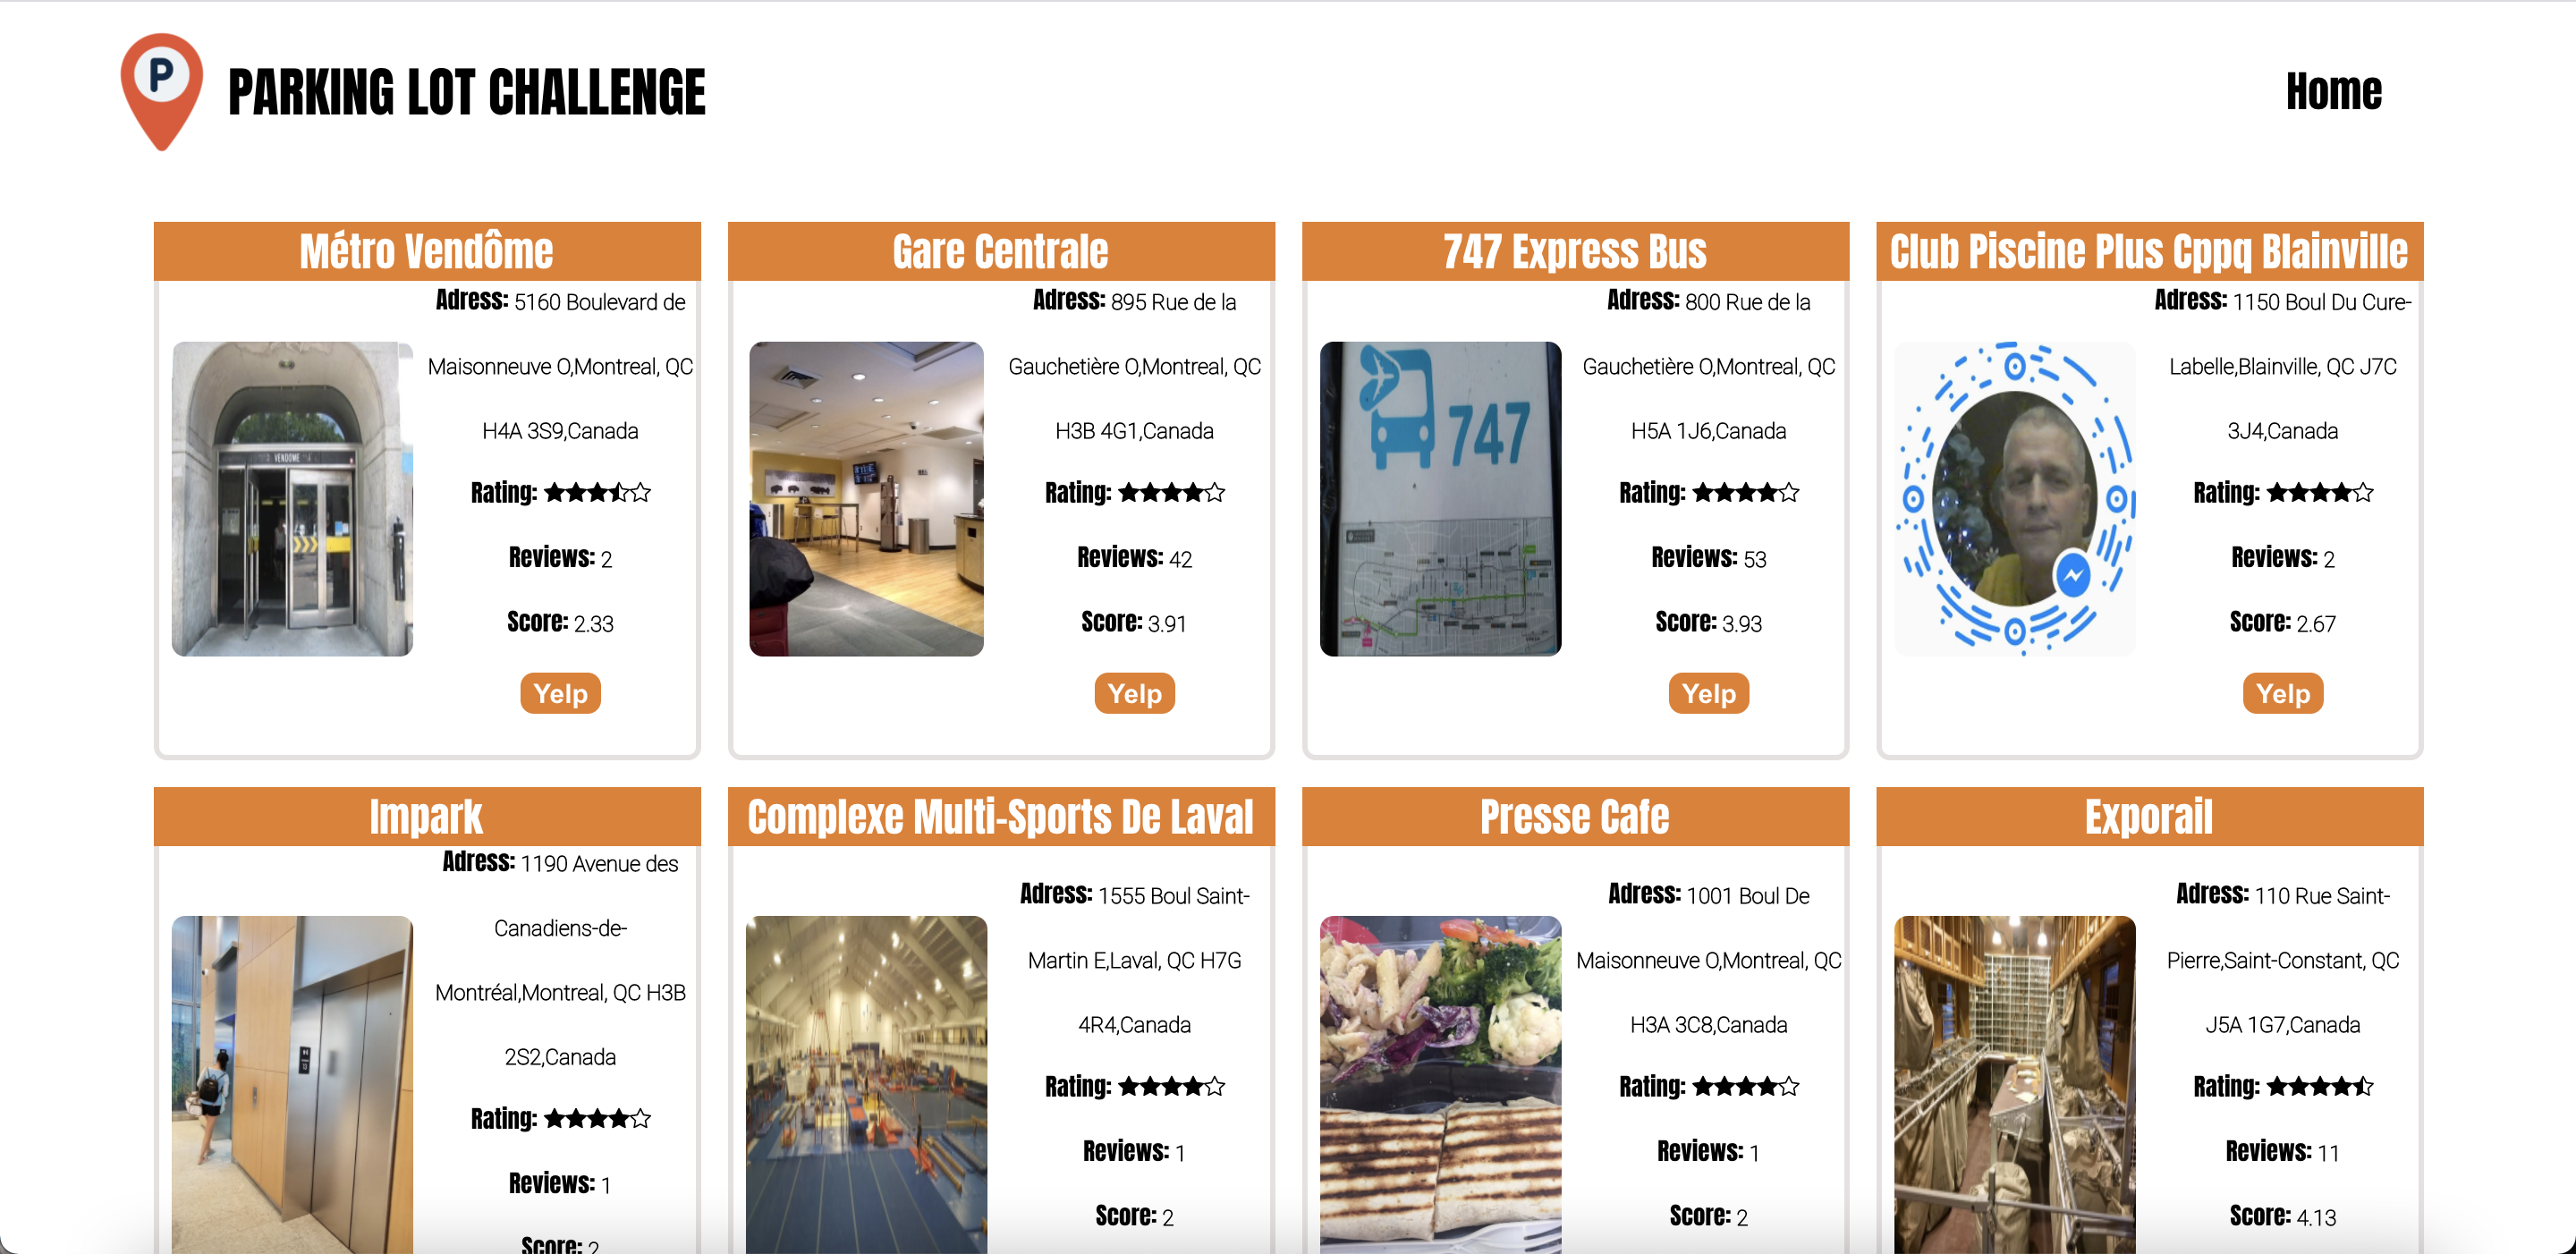 P
PARKING LOT CHALLENGE
Home
Métro Vendôme
Adress: 5160 Boulevard de
Maisonneuve O,Montreal, QC
H4A 3S9,Canada
Rating:
Reviews: 2
Score: 2.33
Yelp
VENDOME
Gare Centrale
Adress: 895 Rue de la
Gauchetière O,Montreal, QC
H3B 4G1,Canada
Rating:
Reviews: 42
Score: 3.91
Yelp
747 Express Bus
Adress: 800 Rue de la
Gauchetière O,Montreal, QC
H5A 1J6,Canada
Rating:
Reviews: 53
Score: 3.93
Yelp
747
Club Piscine Plus Cppq Blainville
Adress: 1150 Boul Du Cure-
Labelle,Blainville, QC J7C
3J4,Canada
Rating:
Reviews: 2
Score: 2.67
Yelp
Impark
Adress: 1190 Avenue des
Canadiens-de-
Montréal,Montreal, QC H3B
2S2,Canada
Rating:
Reviews: 1
Score: 2
Complexe Multi-Sports De Laval
Adress: 1555 Boul Saint-
Martin E,Laval, QC H7G
4R4,Canada
Rating:
Reviews: 1
Score: 2
Presse Cafe
Adress: 1001 Boul De
Maisonneuve O,Montreal, QC
H3A 3C8,Canada
Rating:
Reviews: 1
Score: 2
Exporail
Adress: 110 Rue Saint-
Pierre,Saint-Constant, QC
J5A 1G7,Canada
Rating:
Reviews: 11
Score: 4.13